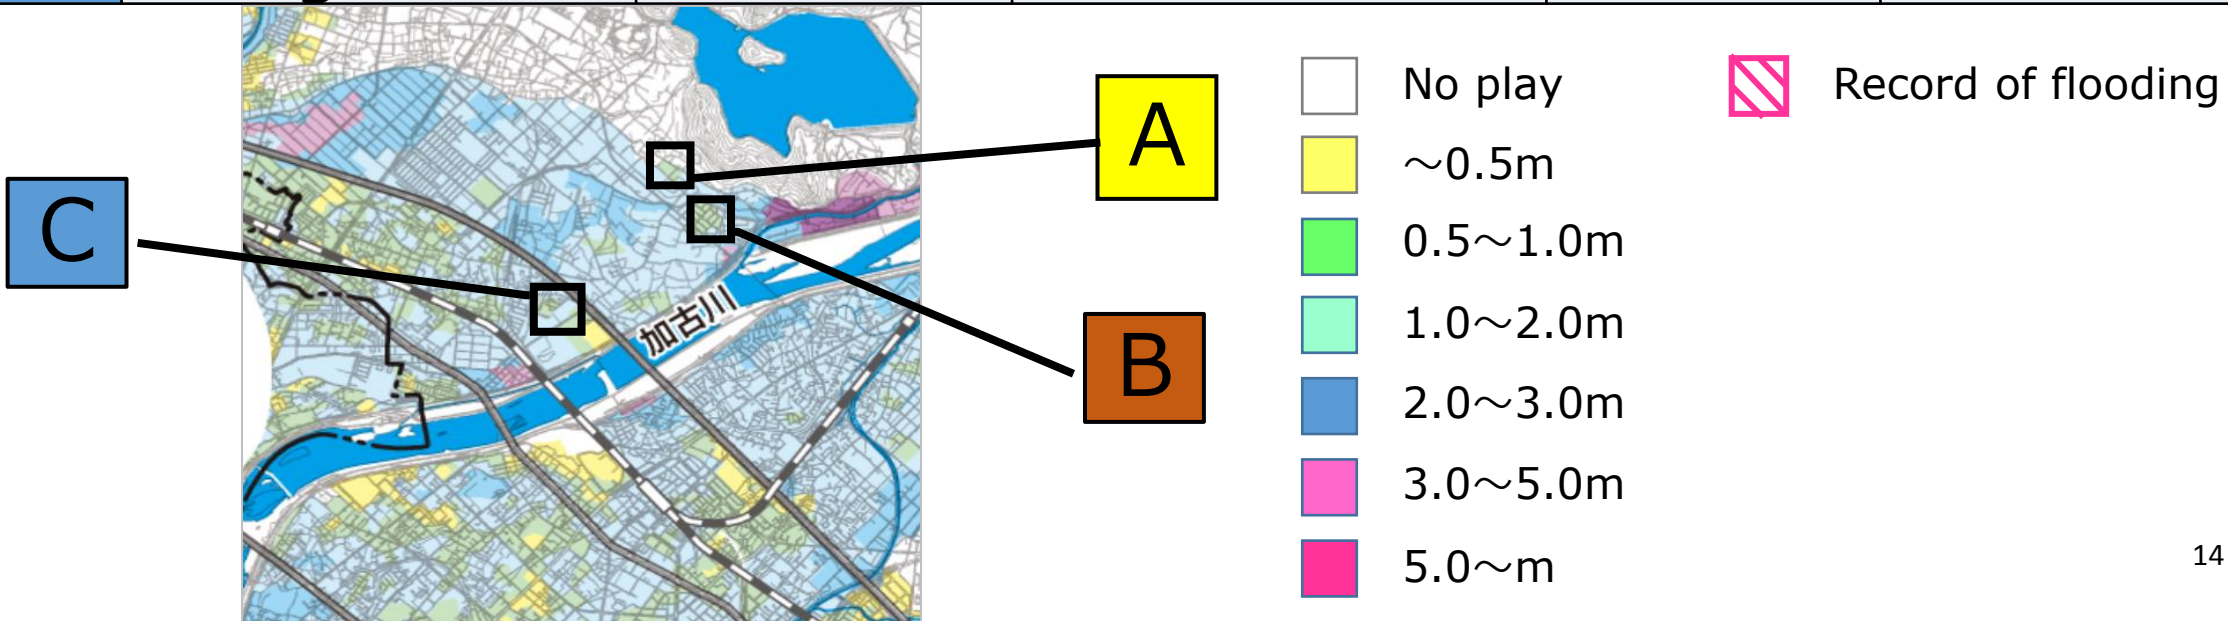 No play
Record of flooding
A
～0.5m
C
0.5～1.0m
加古川
1.0～2.0m
B
2.0～3.0m
3.0～5.0m
5.0～m
14